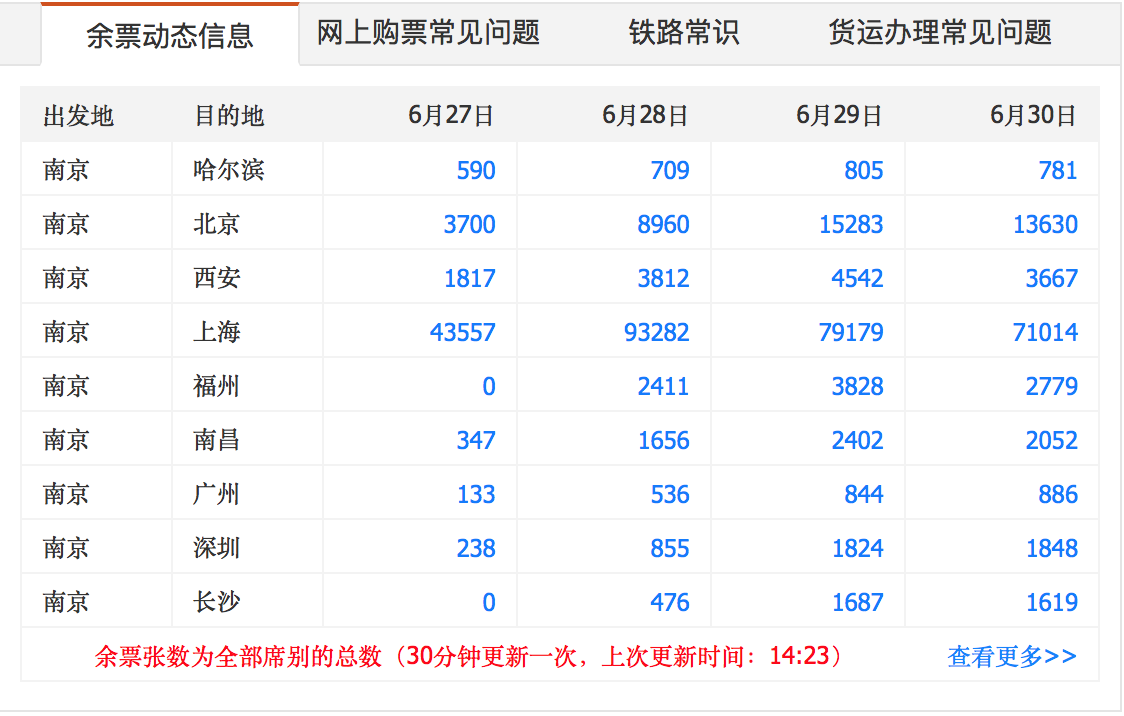 余票动态信息 网上购票常见问题 铁路常识 货运办理常见问题
出发地 目的地 6月27日 6月28日 6月29日 6月30日
南京 哈尔滨 590 709 805 781
南京 北京 3700 8960 15283 13630
南京 西安 1817 3812 4542 3667
南京 上海 43557 93282 79179 71014
南京 福州 0 2411 3828 2779
南京 南昌 347 1656 2402 2052
南京 广州 133 536 844 886
南京 深圳 238 855 1824 1848
南京 长沙 0 476 1687 1619
余票张数为全部席别的总数（30分钟更新一次，上次更新时间：14:23） 查看更多>>